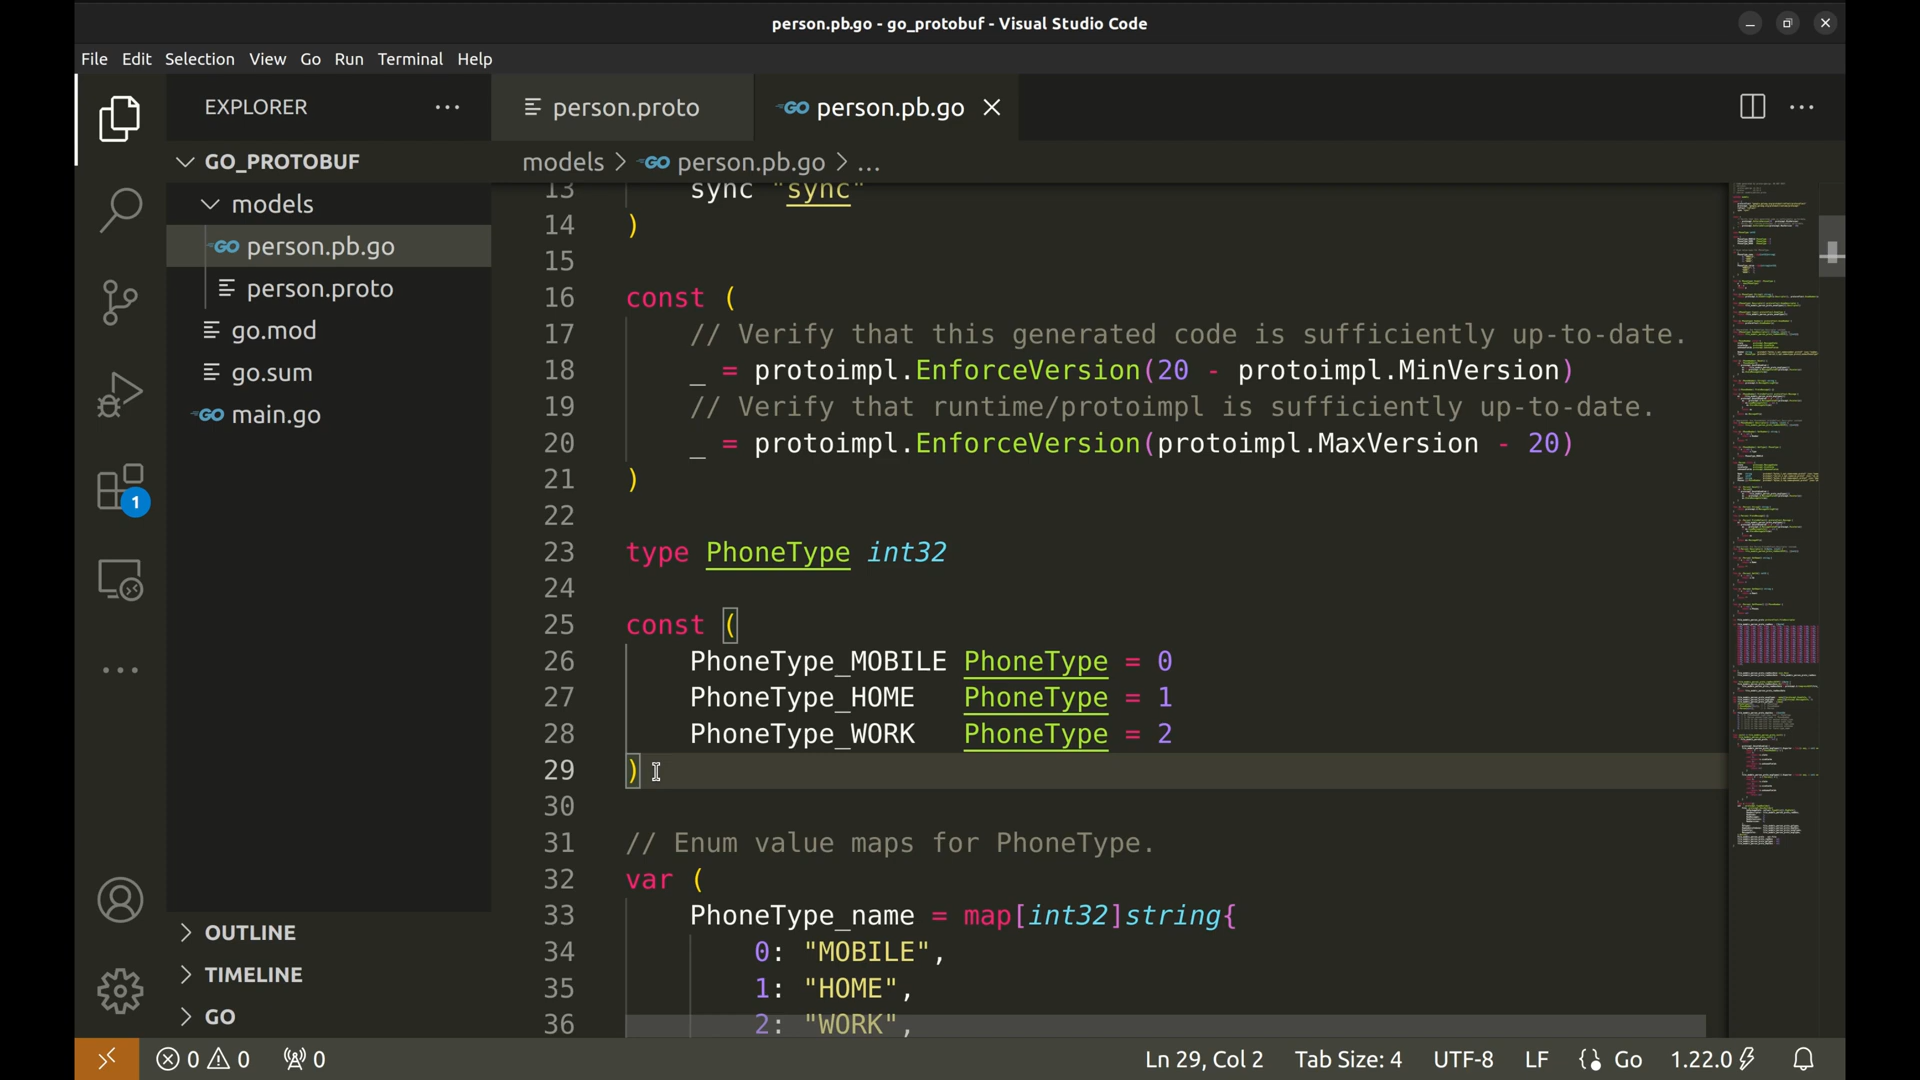 person.pb.go - go_protobuf - Visual Studio Code
File Edit Selection View Go Run Terminal Help
EXPLORER
person.proto
GO person.pb.go
GO_PROTOBUF
models > GO person.pb.go > ...
models
GO person.pb.go
person.proto
go.mod
go.sum
GO main.go
13 sync "sync"
14 )
15
16 const (
17 // Verify that this generated code is sufficiently up-to-date.
18 _ = protoimpl.EnforceVersion(20 - protoimpl.MinVersion)
19 // Verify that runtime/protoimpl is sufficiently up-to-date.
20 _ = protoimpl.EnforceVersion(protoimpl.MaxVersion - 20)
21 )
22
23 type PhoneType int32
24
25 const (
26 PhoneType_MOBILE PhoneType = 0
27 PhoneType_HOME PhoneType = 1
28 PhoneType_WORK PhoneType = 2
29 )
30
31 // Enum value maps for PhoneType.
32 var (
33 PhoneType_name = map[int32]string{
34 0: "MOBILE",
35 1: "HOME",
36 2: "WORK",
1
OUTLINE
TIMELINE
GO
0 0 0
Ln 29, Col 2 Tab Size: 4 UTF-8 LF Go 1.22.0